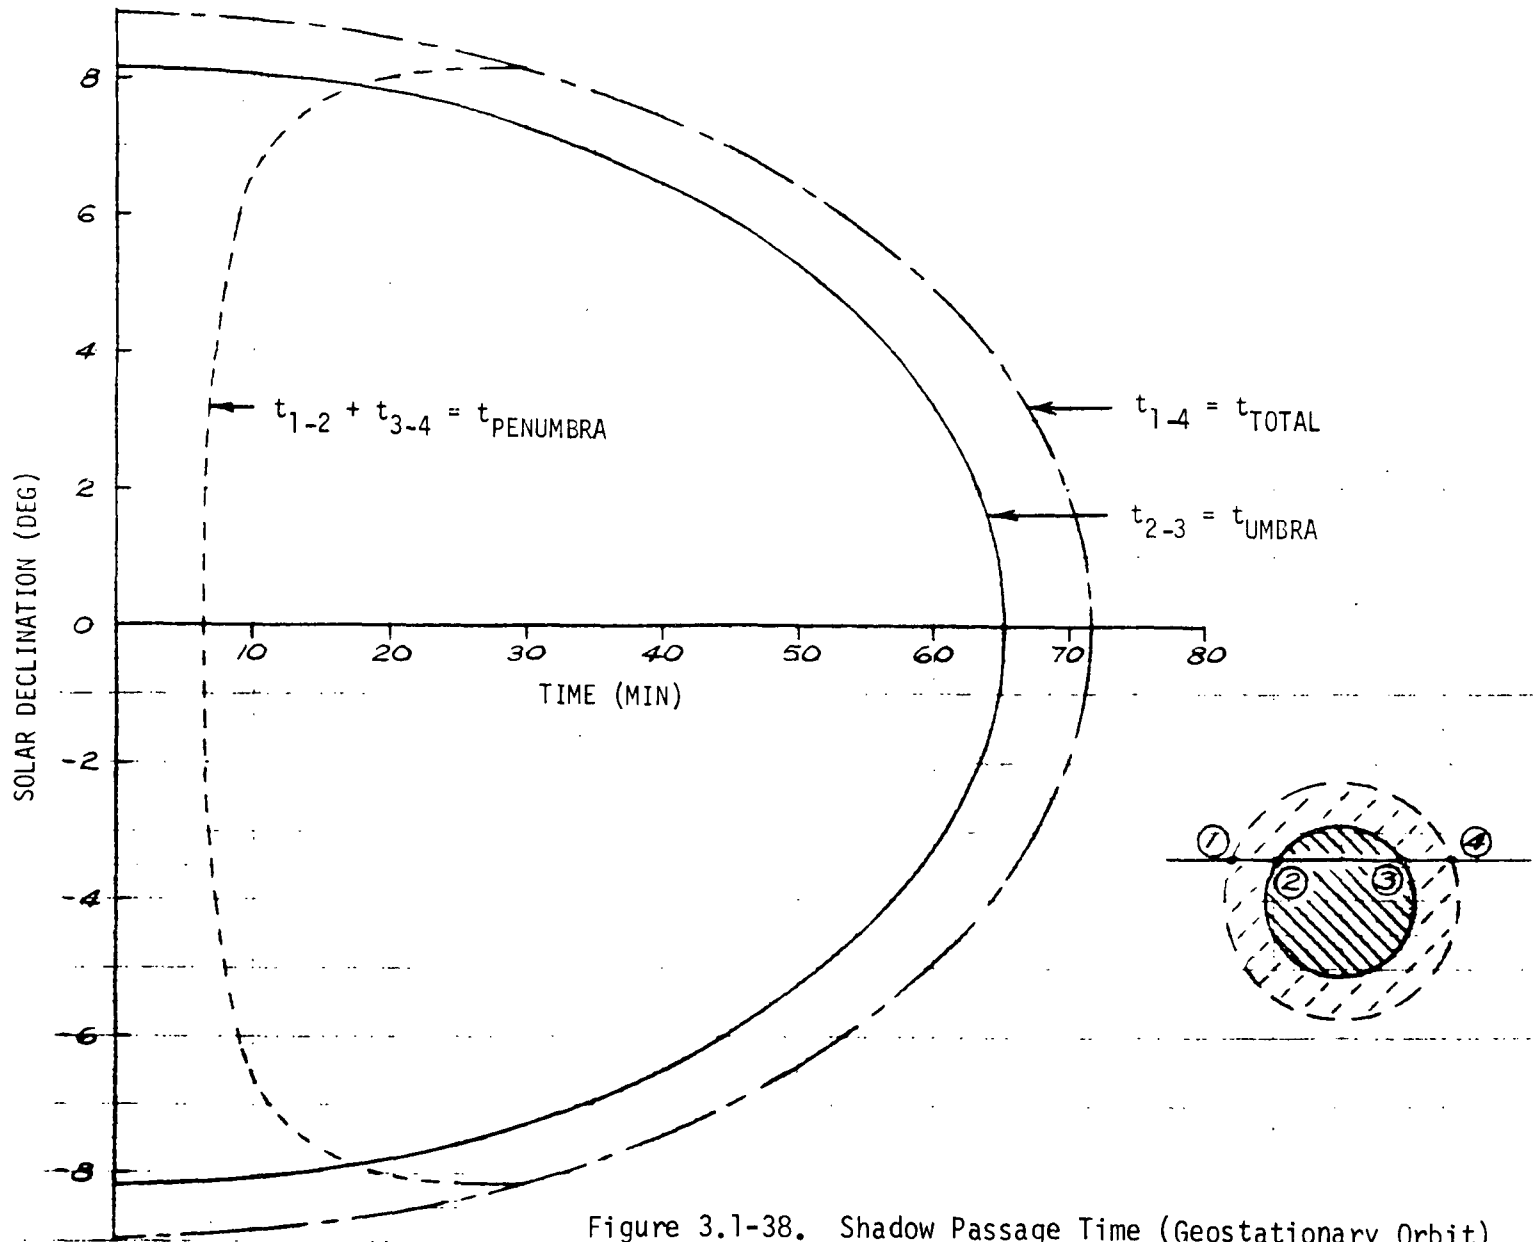 8
6
4
2
0
-2
-4
-6
-8
SOLAR DECLINATION (DEG)
10 20 30 40 50 60 70 80
TIME (MIN)
t1-2 + t3-4 = tPENUMBRA
t1-4 = tTOTAL
t2-3 = tUMBRA
1 4
2 3
Figure 3.1-38. Shadow Passage Time (Geostationary Orbit)